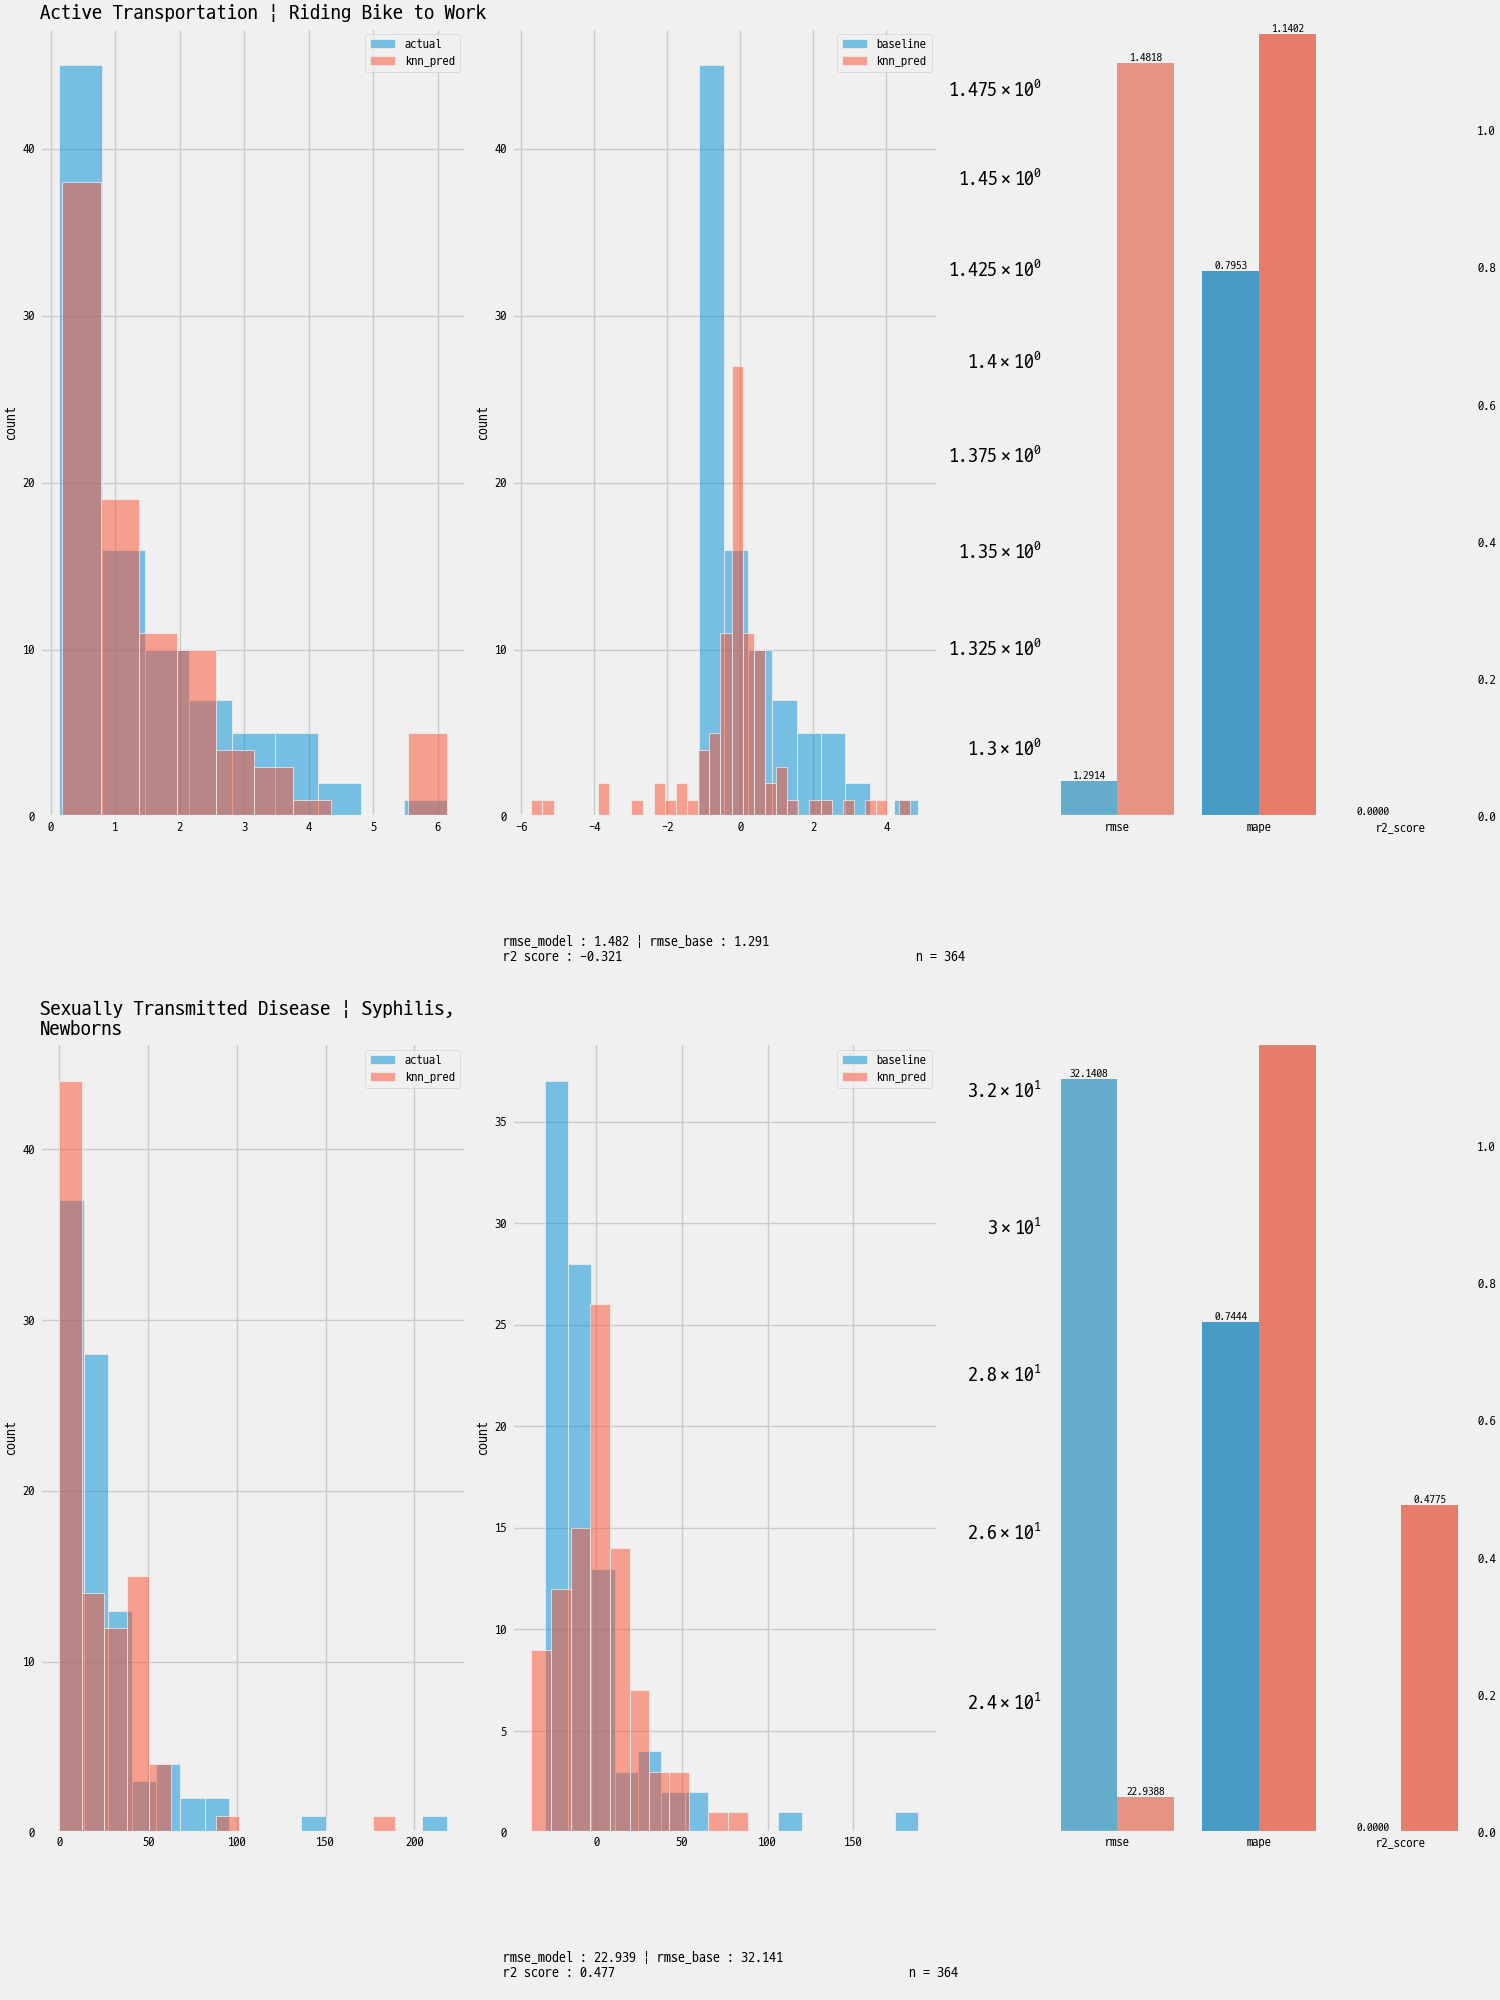 Active Transportation ¦ Riding Bike to Work
actual
knn_pred
count
40
30
20
10
0
0 1 2 3 4 5 6
baseline
knn_pred
count
40
30
20
10
0
−6 −4 −2 0 2 4
1.475 × 10⁰
1.45 × 10⁰
1.425 × 10⁰
1.4 × 10⁰
1.375 × 10⁰
1.35 × 10⁰
1.325 × 10⁰
1.3 × 10⁰
1.2914
1.4818
0.7953
1.1402
0.0000
rmse mape r2_score
1.0
0.8
0.6
0.4
0.2
0.0
rmse_model : 1.482 ¦ rmse_base : 1.291
r2 score : −0.321 n = 364
Sexually Transmitted Disease ¦ Syphilis,
Newborns
actual
knn_pred
count
40
30
20
10
0
0 50 100 150 200
baseline
knn_pred
count
35
30
25
20
15
10
5
0
0 50 100 150
3.2 × 10¹
3 × 10¹
2.8 × 10¹
2.6 × 10¹
2.4 × 10¹
32.1408
22.9388
0.7444
0.0000
0.4775
rmse mape r2_score
1.0
0.8
0.6
0.4
0.2
0.0
rmse_model : 22.939 ¦ rmse_base : 32.141
r2 score : 0.477 n = 364